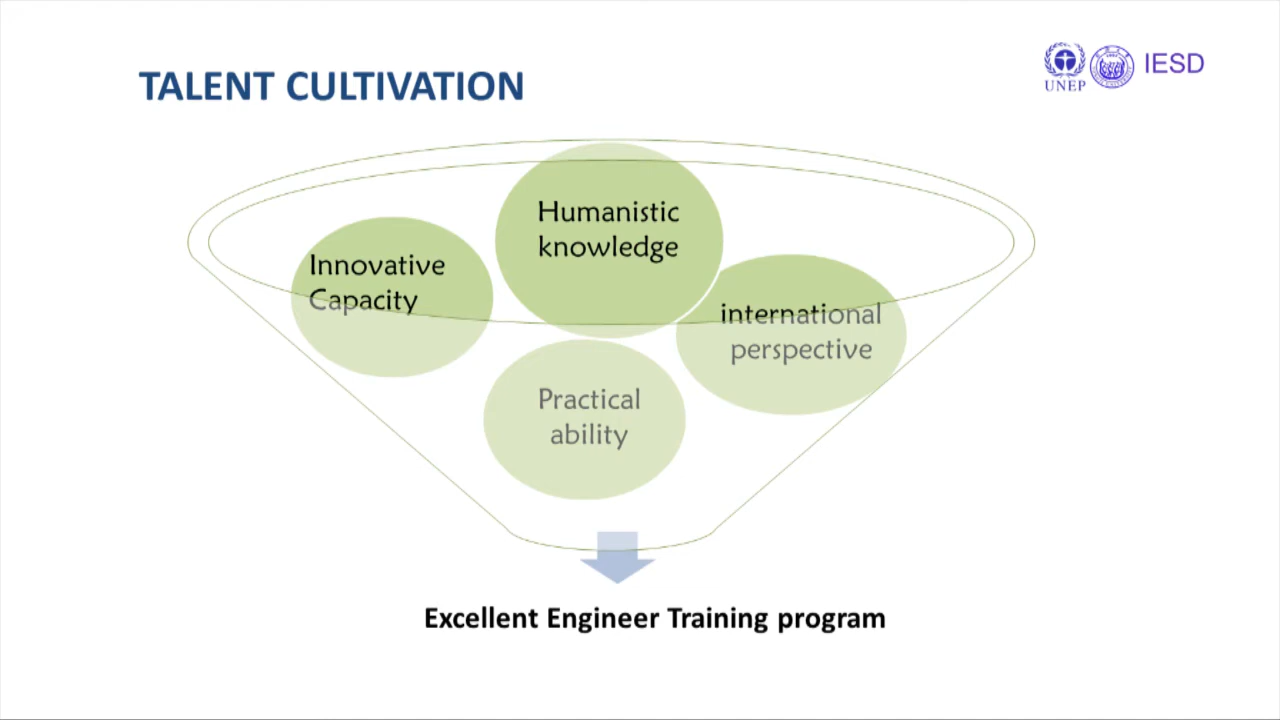 TALENT CULTIVATION
UNEP
IESD
Humanistic
knowledge
Innovative
Capacity
international
perspective
Practical
ability
Excellent Engineer Training program